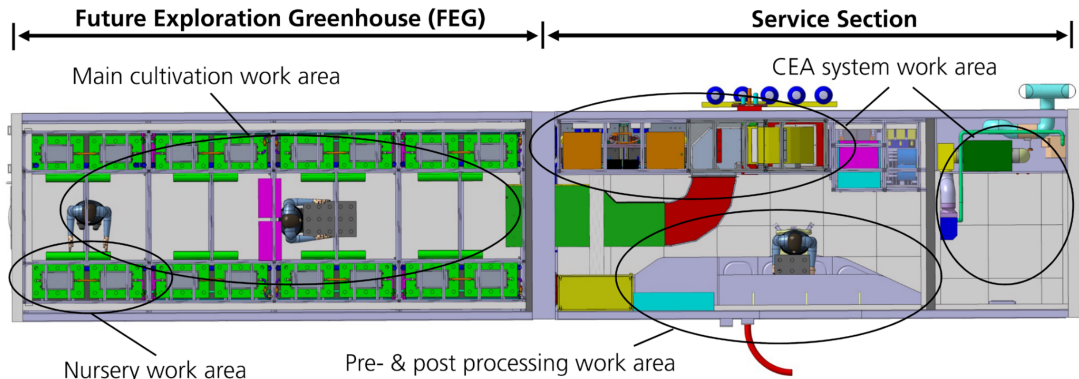 Future Exploration Greenhouse (FEG)
Service Section
Main cultivation work area
CEA system work area
Nursery work area
Pre- & post processing work area